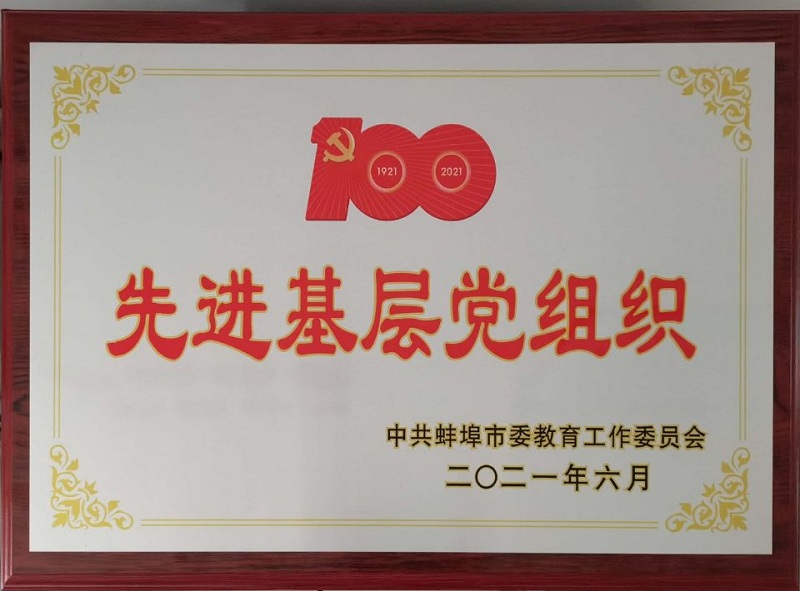 100
1921 2021
先进基层党组织
中共蚌埠市委教育工作委员会
二〇二一年六月